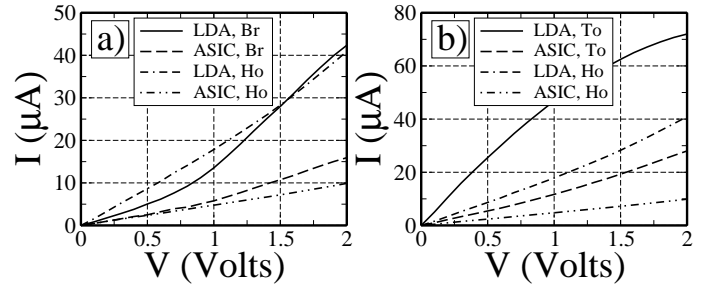 a)
LDA, Br
ASIC, Br
LDA, Ho
ASIC, Ho
50
40
30
20
10
0
0 0.5 1 1.5 2
I (μA)
V (Volts)
b)
LDA, To
ASIC, To
LDA, Ho
ASIC, Ho
80
60
40
20
0
0 0.5 1 1.5 2
I (μA)
V (Volts)